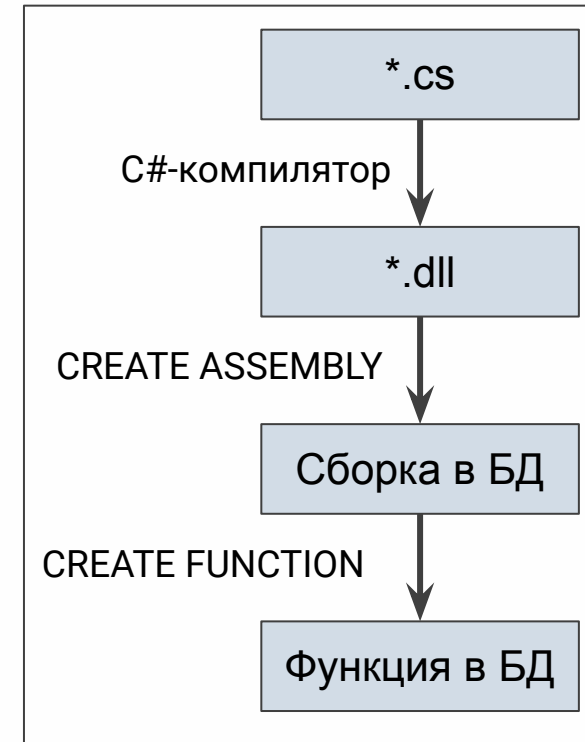 *.cs
C#-компилятор
*.dll
CREATE ASSEMBLY
Сборка в БД
CREATE FUNCTION
Функция в БД